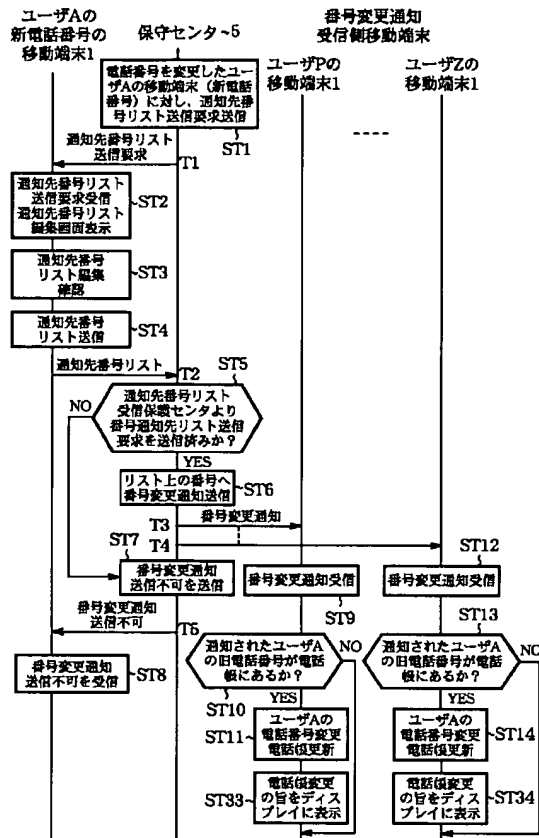 ユーザAの
新電話番号の
移動端末1
保守センタ~5
番号変更通知
受信側移動端末
ユーザPの
移動端末1
ユーザZの
移動端末1
電話番号を変更したユー
ザAの移動端末(新電話
番号)に対し、通知先番
号リスト送信要求送信
ST1
通知先番号リスト
送信要求
T1
通知先番号リスト
送信要求受信
通知先番号リスト
編集画面表示
ST2
通知先番号
リスト編集
確認
ST3
通知先番号
リスト送信
ST4
通知先番号リスト
T2
ST5
通知先番号リスト
受信保護センタより
番号通知先リスト送信
要求を送信済みか?
NO
YES
リスト上の番号へ
番号変更通知送信
ST6
T3
番号変更通知
T4
ST7
番号変更通知
送信不可を送信
番号変更通知受信
ST9
ST12
番号変更通知受信
番号変更通知
送信不可
T5
番号変更通知
送信不可を受信
ST8
通知されたユーザA
の旧電話番号が電話
帳にあるか?
NO
ST10
YES
ST13
通知されたユーザA
の旧電話番号が電話
帳にあるか?
NO
YES
ST11
ユーザAの
電話番号変更
電話帳更新
ユーザAの
電話番号変更
電話帳更新
ST14
ST33
電話帳変更
の旨をディス
プレイに表示
電話帳変更
の旨をディス
プレイに表示
ST34